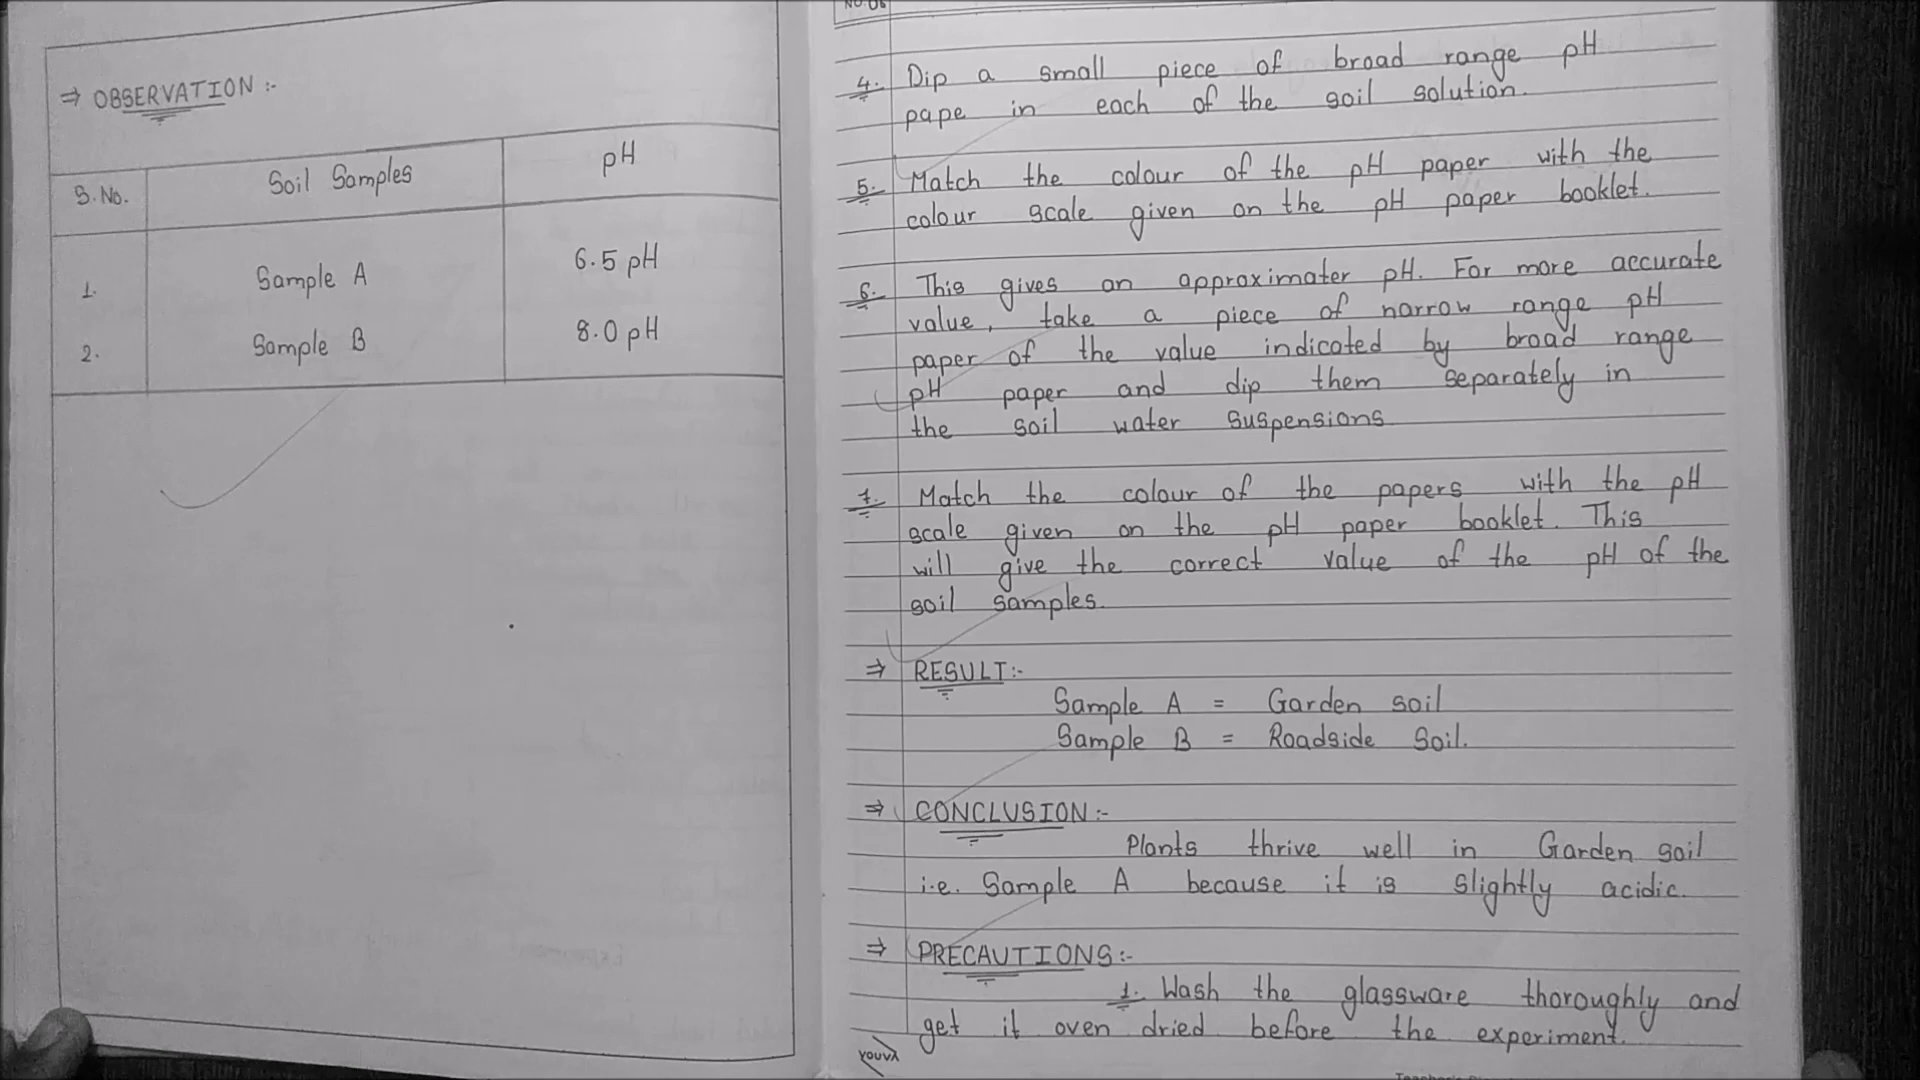 ⇒ OBSERVATION :-
S.No. Soil Samples pH
1. Sample A 6.5 pH
2. Sample B 8.0 pH
No. 06
4. Dip a small piece of broad range pH
pape in each of the soil solution.
5. Match the colour of the pH paper with the
colour scale given on the pH paper booklet.
6. This gives an approximater pH. For more accurate
value, take a piece of narrow range pH
paper of the value indicated by broad range
pH paper and dip them separately in
the soil water suspensions
7. Match the colour of the papers with the pH
scale given on the pH paper booklet. This
will give the correct value of the pH of the
soil samples.
⇒ RESULT:-
Sample A = Garden soil
Sample B = Roadside Soil.
⇒ CONCLUSION:-
Plants thrive well in Garden soil
i.e. Sample A because it is slightly acidic.
⇒ PRECAUTIONS:-
1. Wash the glassware thoroughly and
get it oven dried before the experiment.
YOUVA